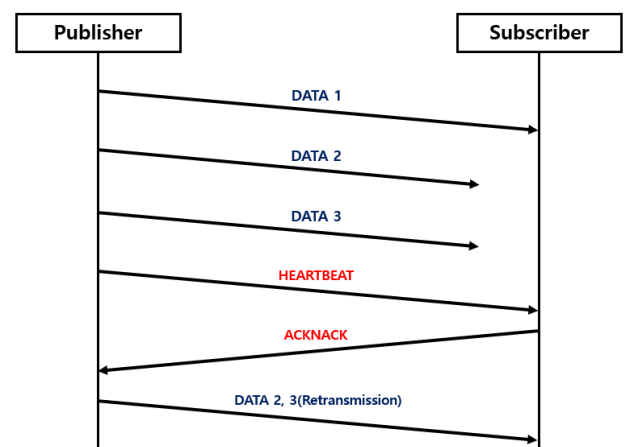 Publisher
Subscriber
DATA 1
DATA 2
DATA 3
HEARTBEAT
ACKNACK
DATA 2, 3(Retransmission)